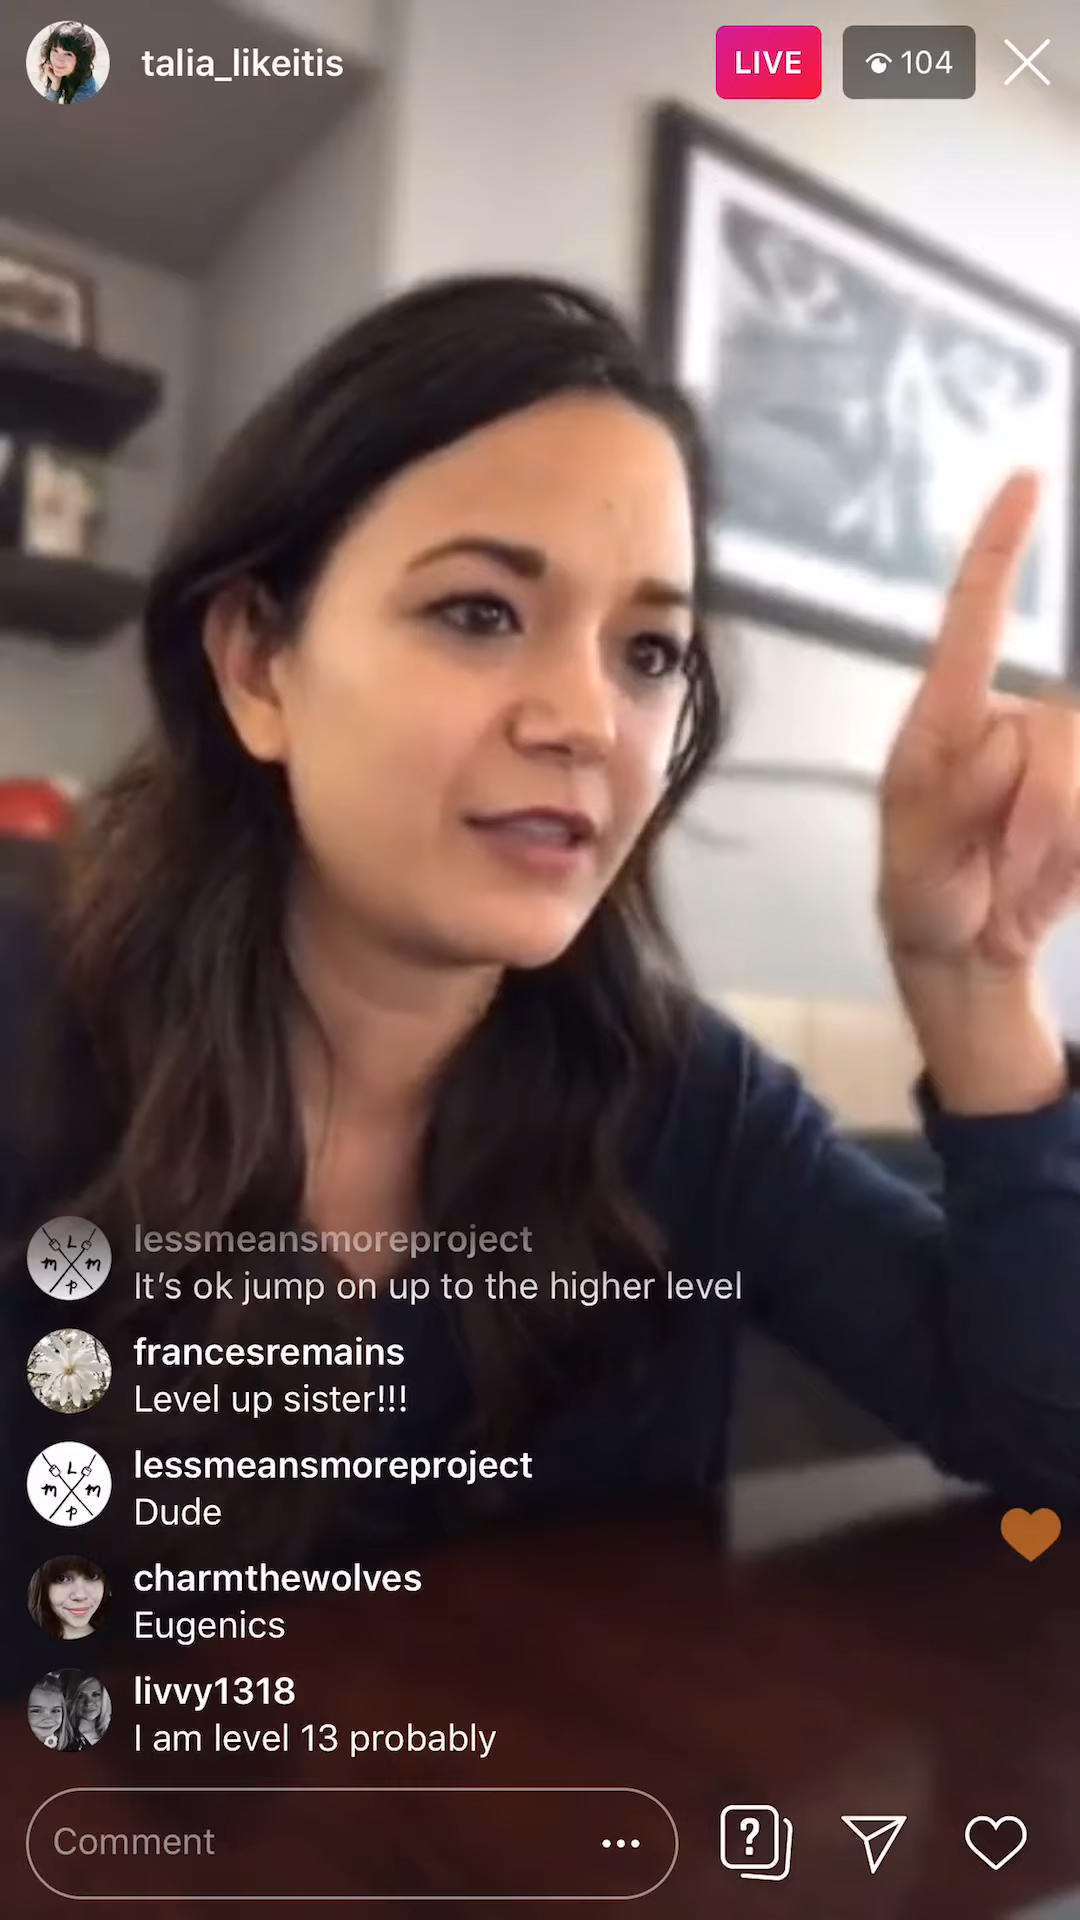 talia_likeitis LIVE 104
lessmeansmoreproject
It's ok jump on up to the higher level
francesremains
Level up sister!!!
lessmeansmoreproject
Dude
charmthewolves
Eugenics
livvy1318
I am level 13 probably
Comment